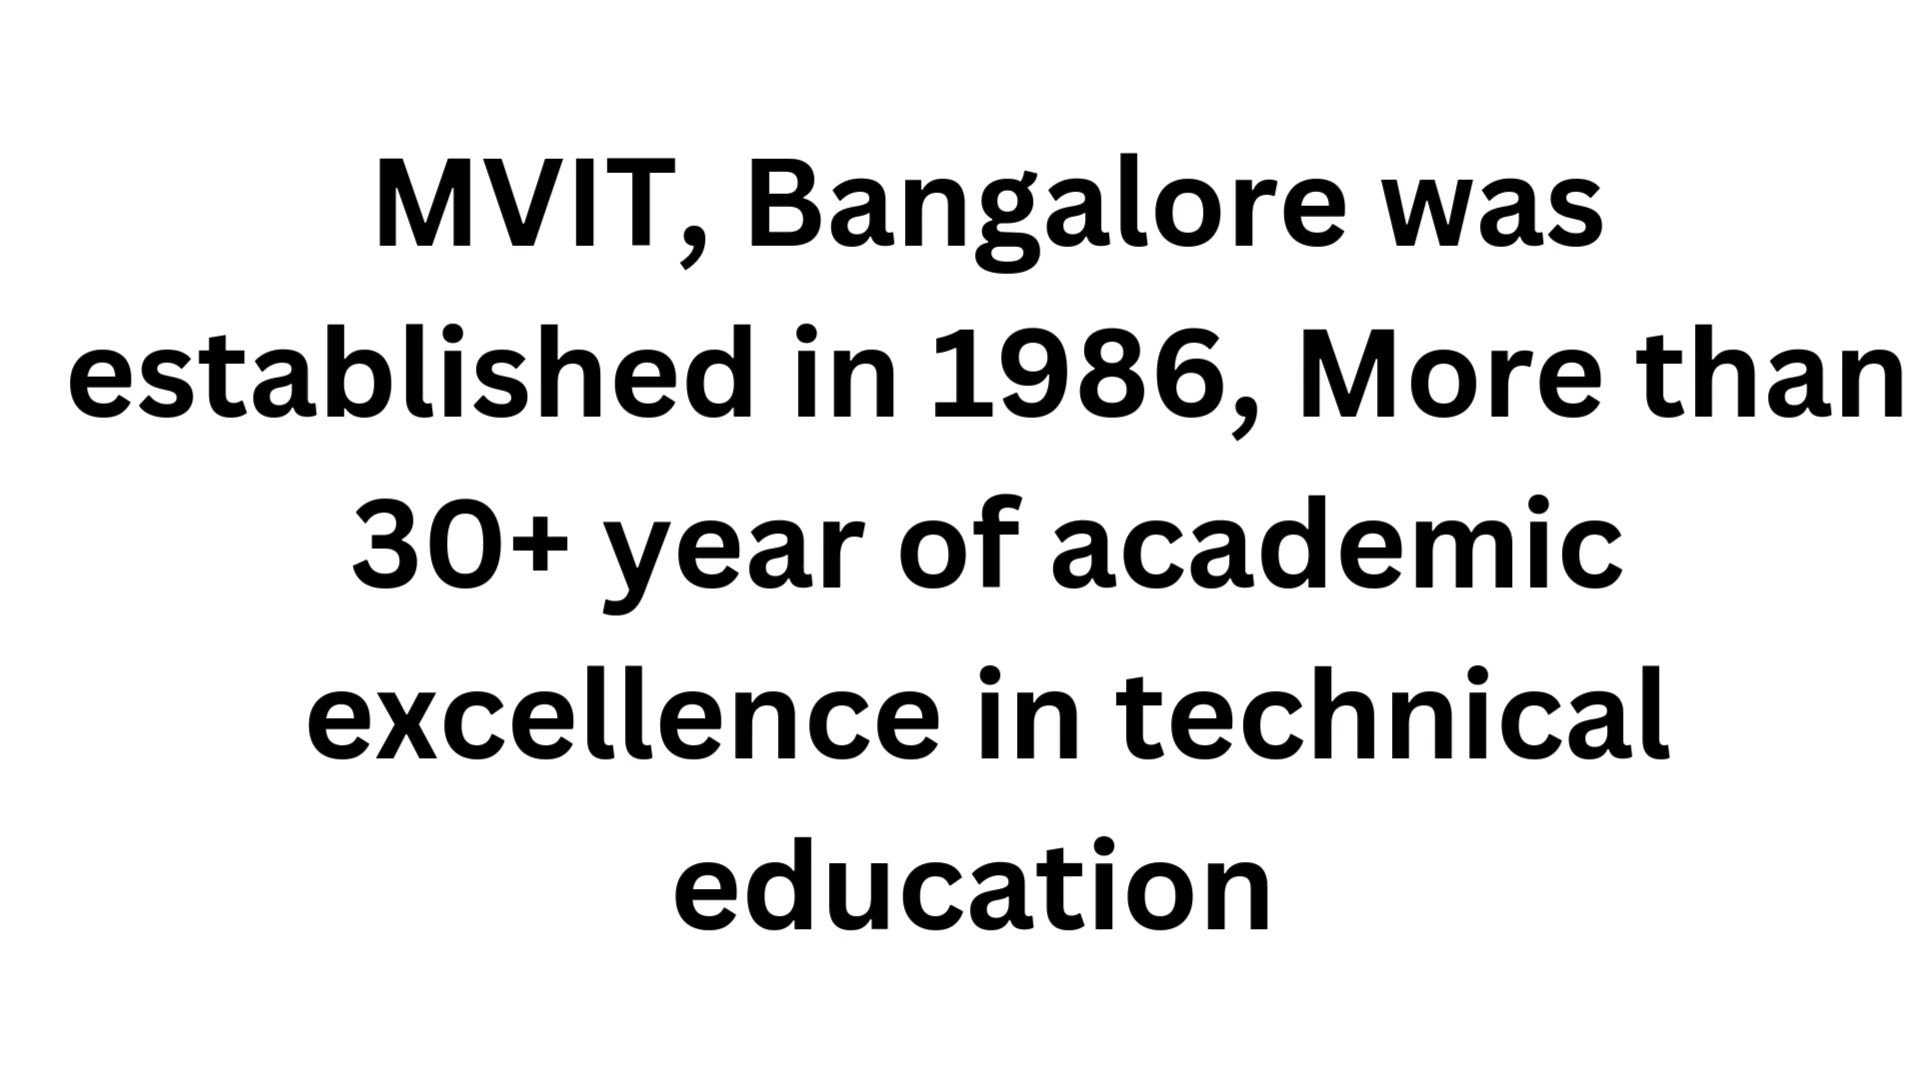 MVIT, Bangalore was
established in 1986, More than
30+ year of academic
excellence in technical
education